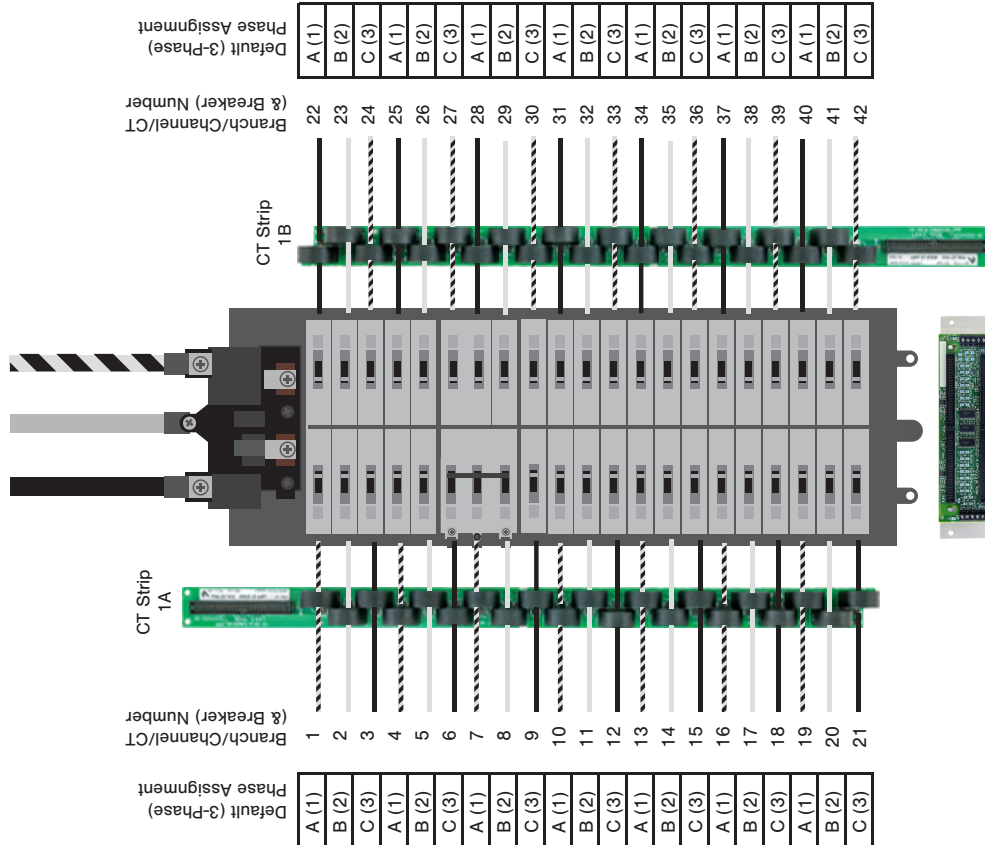 Default (3-Phase)
Phase Assignment
A (1)
B (2)
C (3)
A (1)
B (2)
C (3)
A (1)
B (2)
C (3)
A (1)
B (2)
C (3)
A (1)
B (2)
C (3)
A (1)
B (2)
C (3)
A (1)
B (2)
C (3)
Branch/Channel/CT
(& Breaker) Number
22
23
24
25
26
27
28
29
30
31
32
33
34
35
36
37
38
39
40
41
42
CT Strip
1B
CT Strip
1A
Branch/Channel/CT
(& Breaker) Number
1
2
3
4
5
6
7
8
9
10
11
12
13
14
15
16
17
18
19
20
21
Default (3-Phase)
Phase Assignment
A (1)
B (2)
C (3)
A (1)
B (2)
C (3)
A (1)
B (2)
C (3)
A (1)
B (2)
C (3)
A (1)
B (2)
C (3)
A (1)
B (2)
C (3)
A (1)
B (2)
C (3)